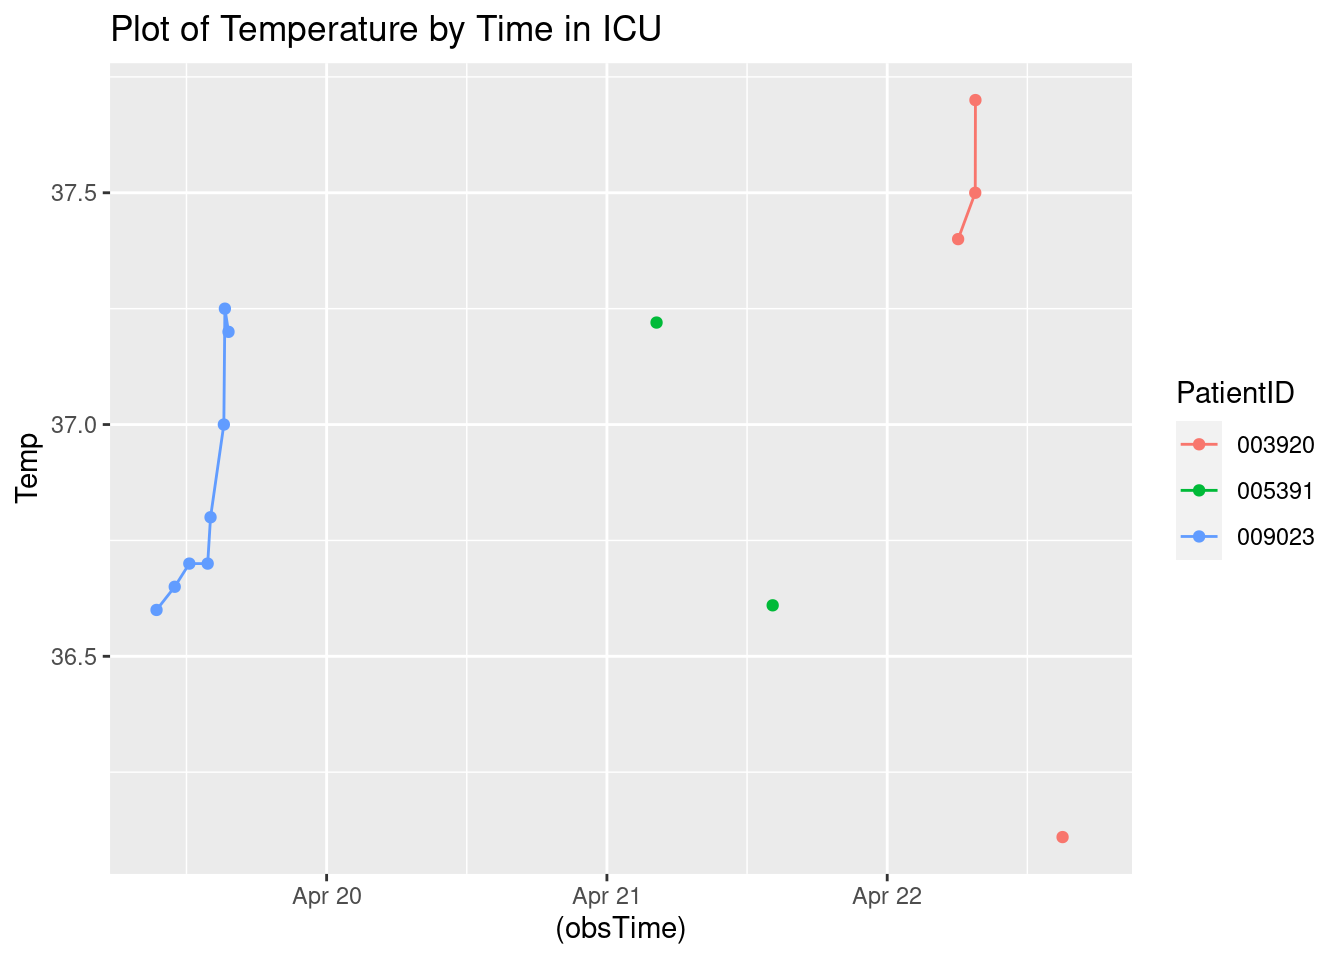 Plot of Temperature by Time in ICU
37.5
37.0
36.5
Temp
Apr 20
Apr 21
Apr 22
(obsTime)
PatientID
003920
005391
009023